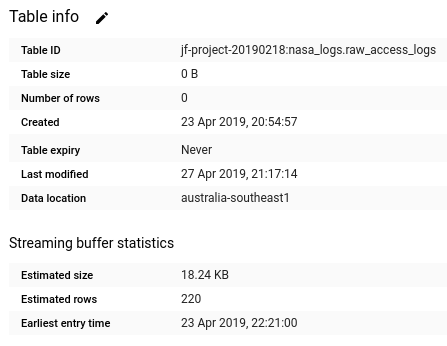 Table info
Table ID jf-project-20190218:nasa_logs.raw_access_logs
Table size 0 B
Number of rows 0
Created 23 Apr 2019, 20:54:57
Table expiry Never
Last modified 27 Apr 2019, 21:17:14
Data location australia-southeast1
Streaming buffer statistics
Estimated size 18.24 KB
Estimated rows 220
Earliest entry time 23 Apr 2019, 22:21:00